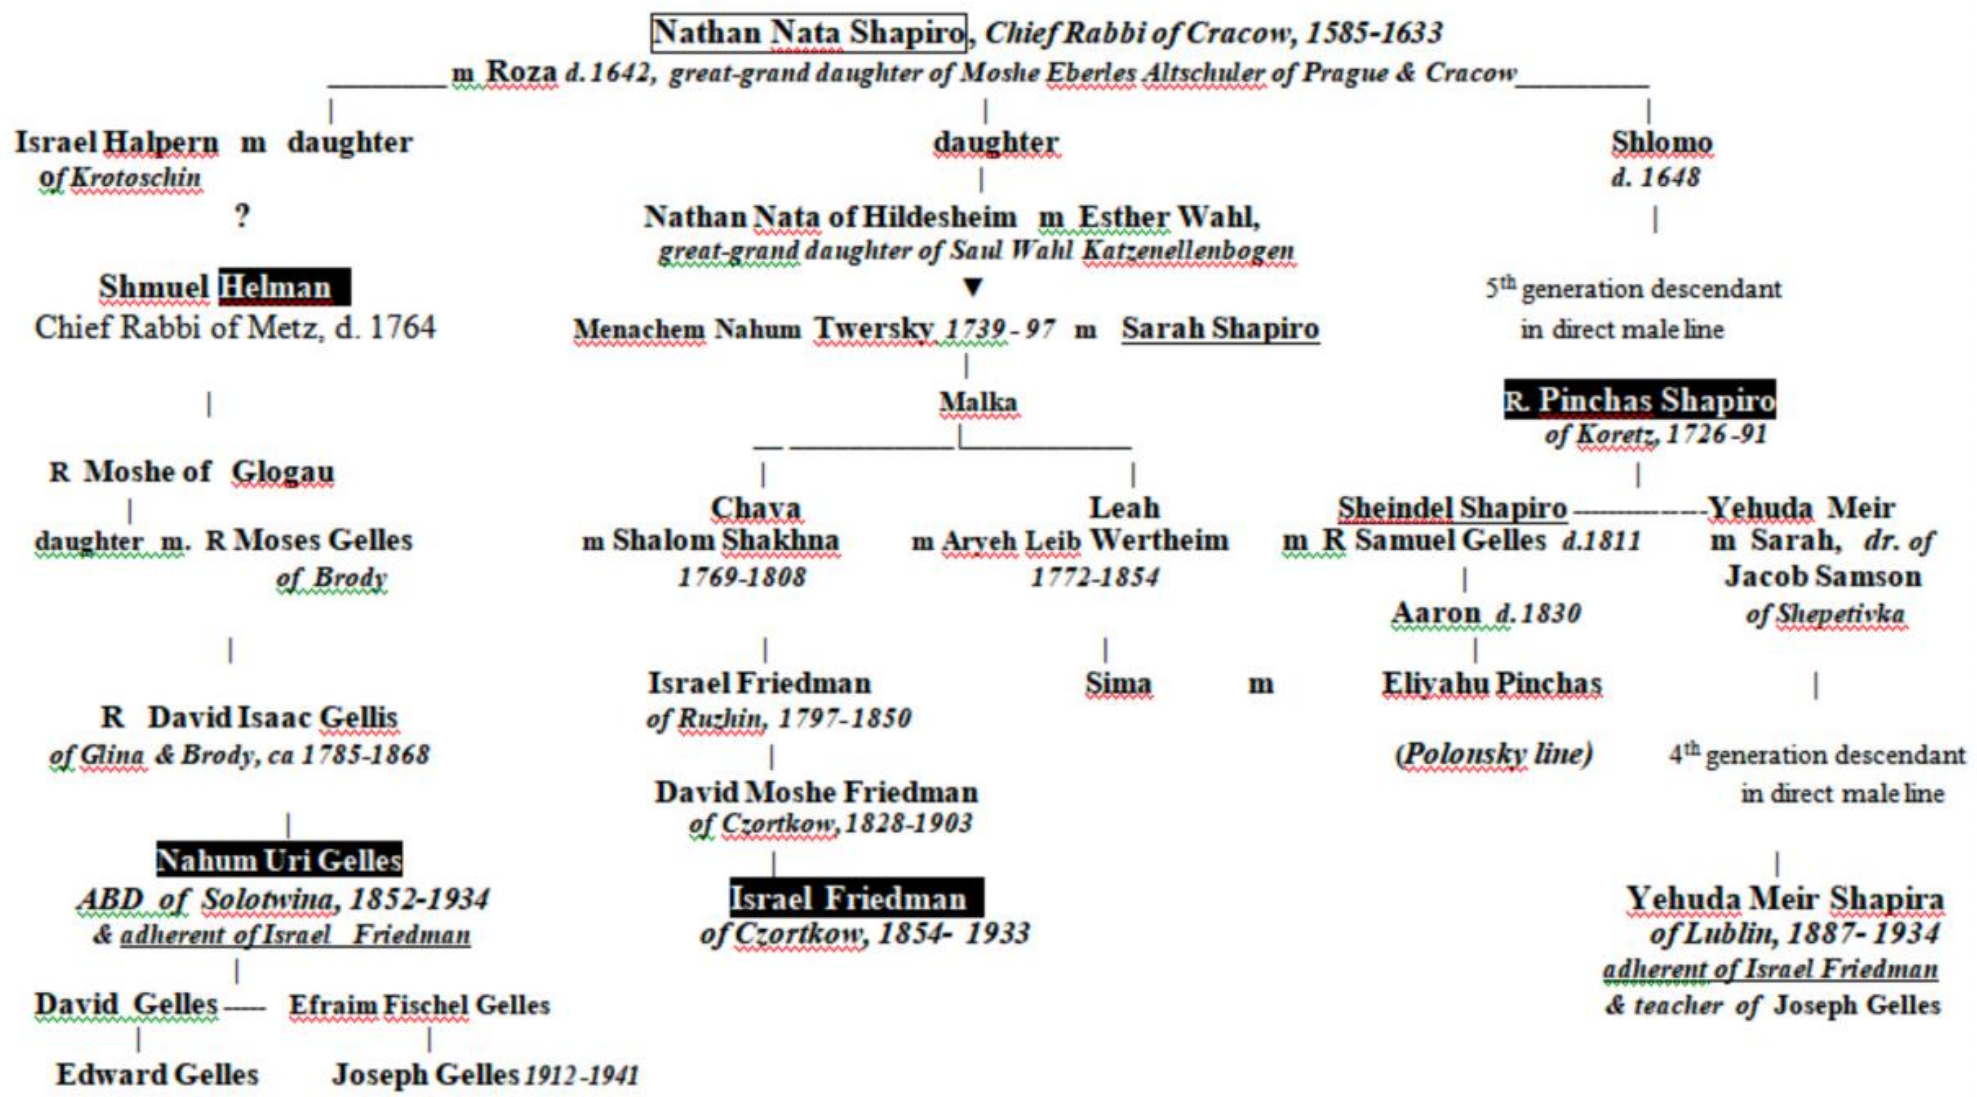 Nathan Nata Shapiro, Chief Rabbi of Cracow, 1585-1633
m Roza d.1642, great-grand daughter of Moshe Eberles Altschuler of Prague & Cracow
Israel Halpern m daughter
of Krotoschin
?
Shmuel Helman
Chief Rabbi of Metz, d. 1764
R Moshe of Glogau
daughter m. R Moses Gelles
of Brody
R David Isaac Gellis
of Glina & Brody, ca 1785-1868
Nahum Uri Gelles
ABD of Solotwina, 1852-1934
& adherent of Israel Friedman
David Gelles ---- Efraim Fischel Gelles
Edward Gelles Joseph Gelles 1912-1941
daughter
Nathan Nata of Hildesheim m Esther Wahl,
great-grand daughter of Saul Wahl Katzenellenbogen
▼
Menachem Nahum Twersky 1739-97 m Sarah Shapiro
Malka
Chava
m Shalom Shakhna
1769-1808
Leah
m Aryeh Leib Wertheim
1772-1854
Israel Friedman
of Ruzhin, 1797-1850
Sima m Eliyahu Pinchas
David Moshe Friedman
of Czortkow, 1828-1903
Israel Friedman
of Czortkow, 1854- 1933
Shlomo
d. 1648
5th generation descendant
in direct male line
R. Pinchas Shapiro
of Koretz, 1726-91
Sheindel Shapiro -------------Yehuda Meir
m R Samuel Gelles d.1811
Aaron d.1830
(Polonsky line)
m Sarah, dr. of
Jacob Samson
of Shepetivka
4th generation descendant
in direct male line
Yehuda Meir Shapira
of Lublin, 1887- 1934
adherent of Israel Friedman
& teacher of Joseph Gelles